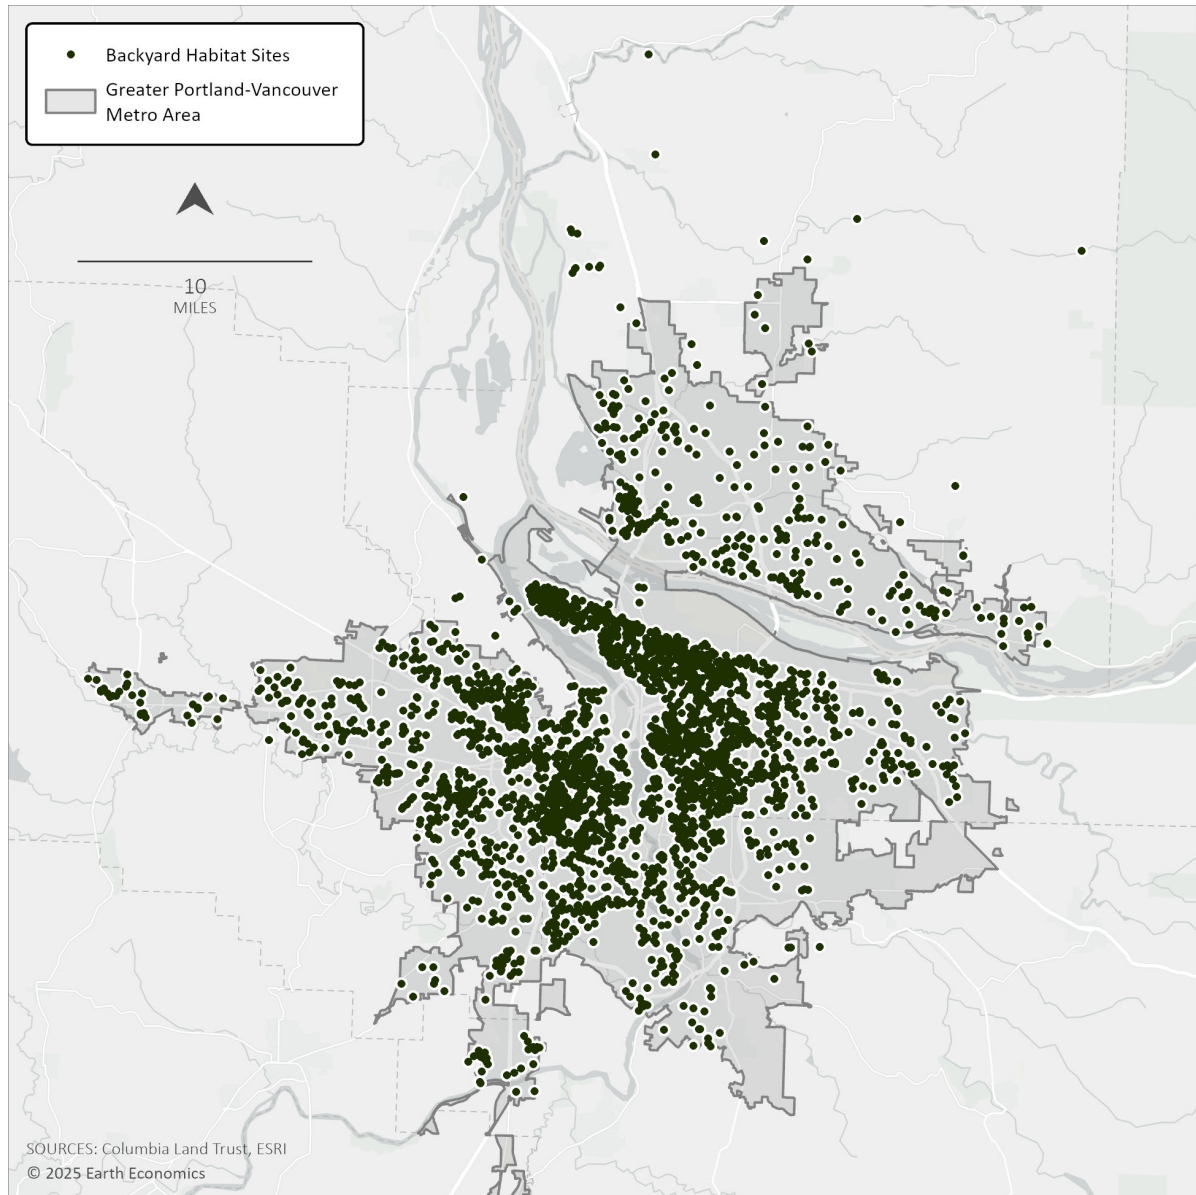 Backyard Habitat Sites
Greater Portland-Vancouver
Metro Area
10
MILES
SOURCES: Columbia Land Trust, ESRI
© 2025 Earth Economics